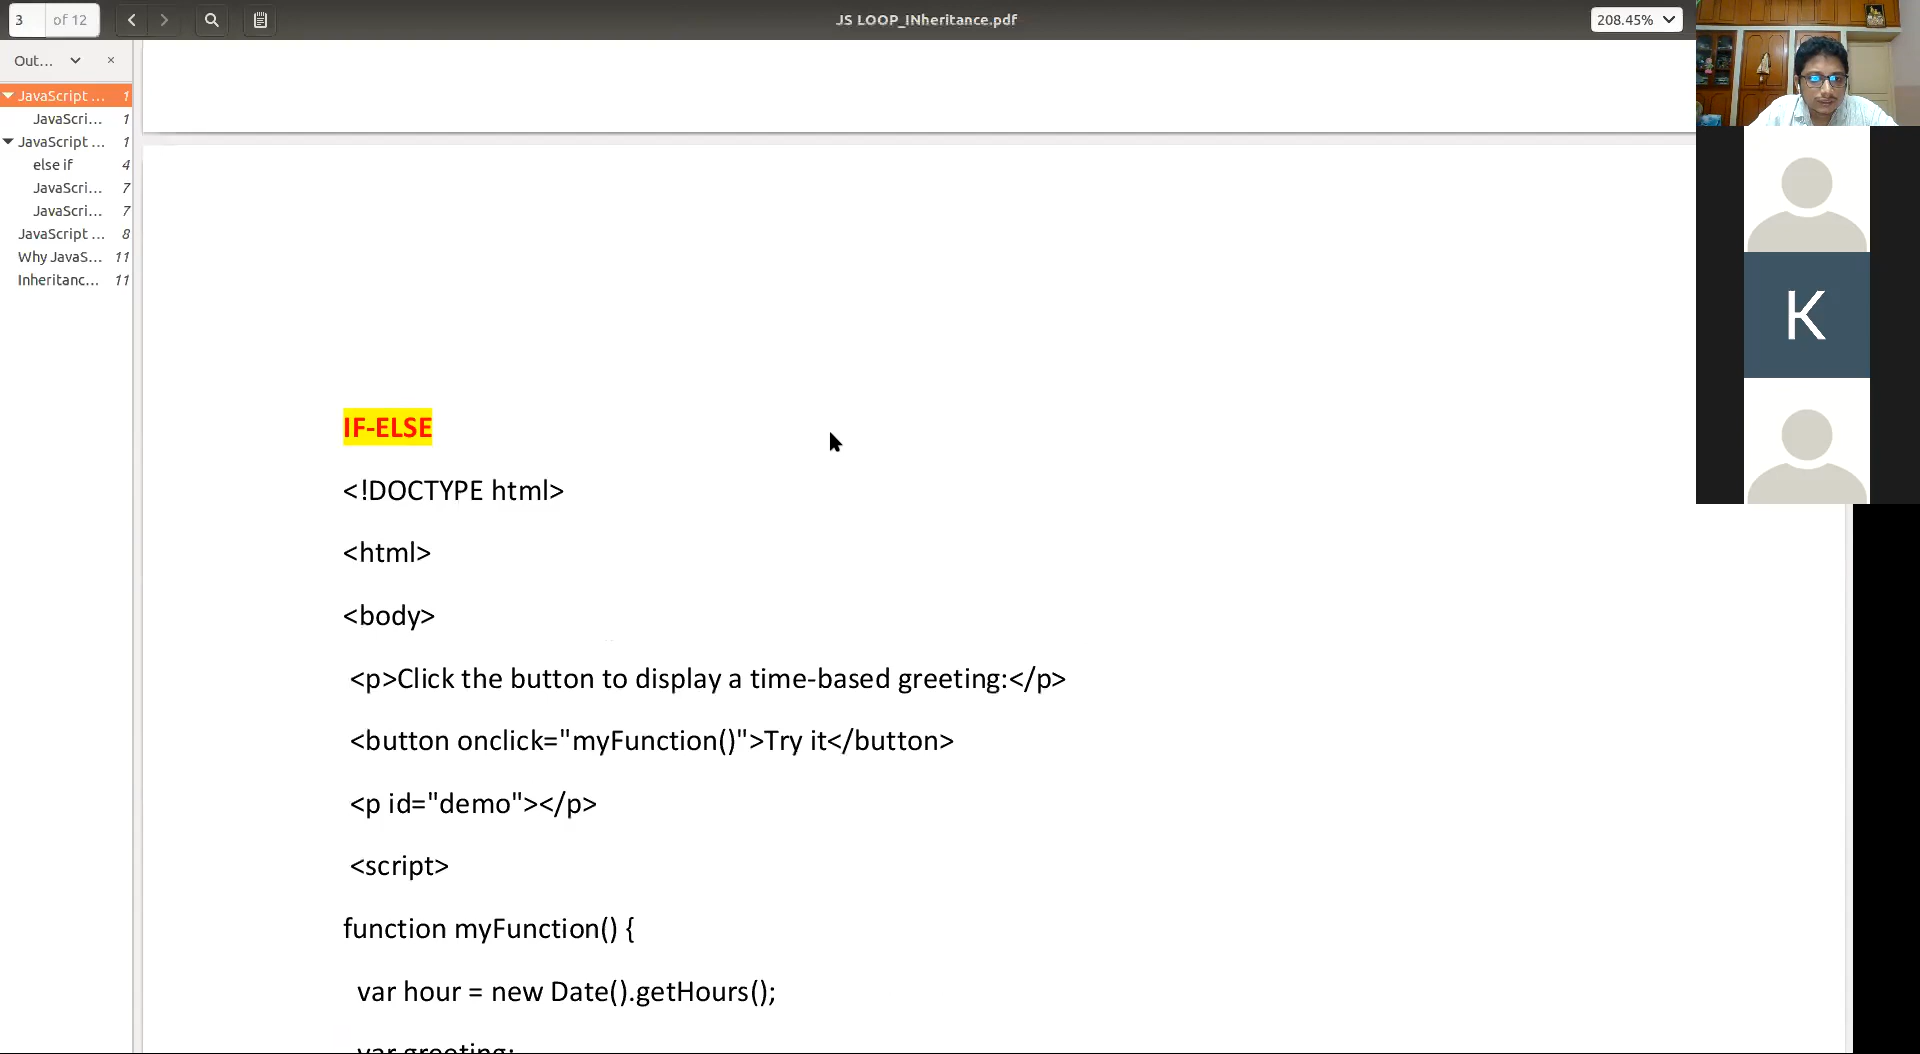 3 of 12
JS LOOP_INheritance.pdf
208.45%
Out...
JavaScript ... 1
JavaScri... 1
JavaScript ... 1
else if 4
JavaScri... 7
JavaScri... 7
JavaScript ... 8
Why JavaS... 11
Inheritanc... 11
K
IF-ELSE
<!DOCTYPE html>
<html>
<body>
<p>Click the button to display a time-based greeting:</p>
<button onclick="myFunction()">Try it</button>
<p id="demo"></p>
<script>
function myFunction() {
var hour = new Date().getHours();
var greeting;